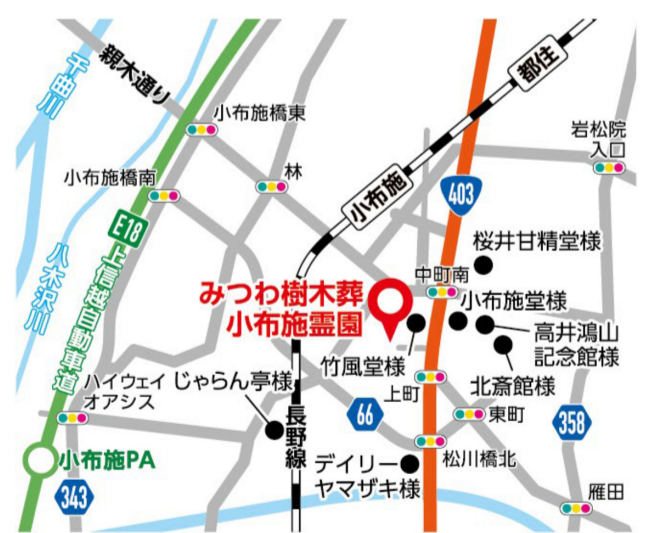 千曲川
親木通り
小布施橋東
都住
岩松院
入口
小布施橋南
林
小布施
403
E18
上信越自動車道
八木沢川
桜井甘精堂様
中町南
みつわ樹木葬
小布施霊園
小布施堂様
高井鴻山
記念館様
竹風堂様
北斎館様
上町
ハイウェイ
オアシス
じゃらん亭様
長野線
66
東町
358
小布施PA
松川橋北
デイリー
ヤマザキ様
343
雁田